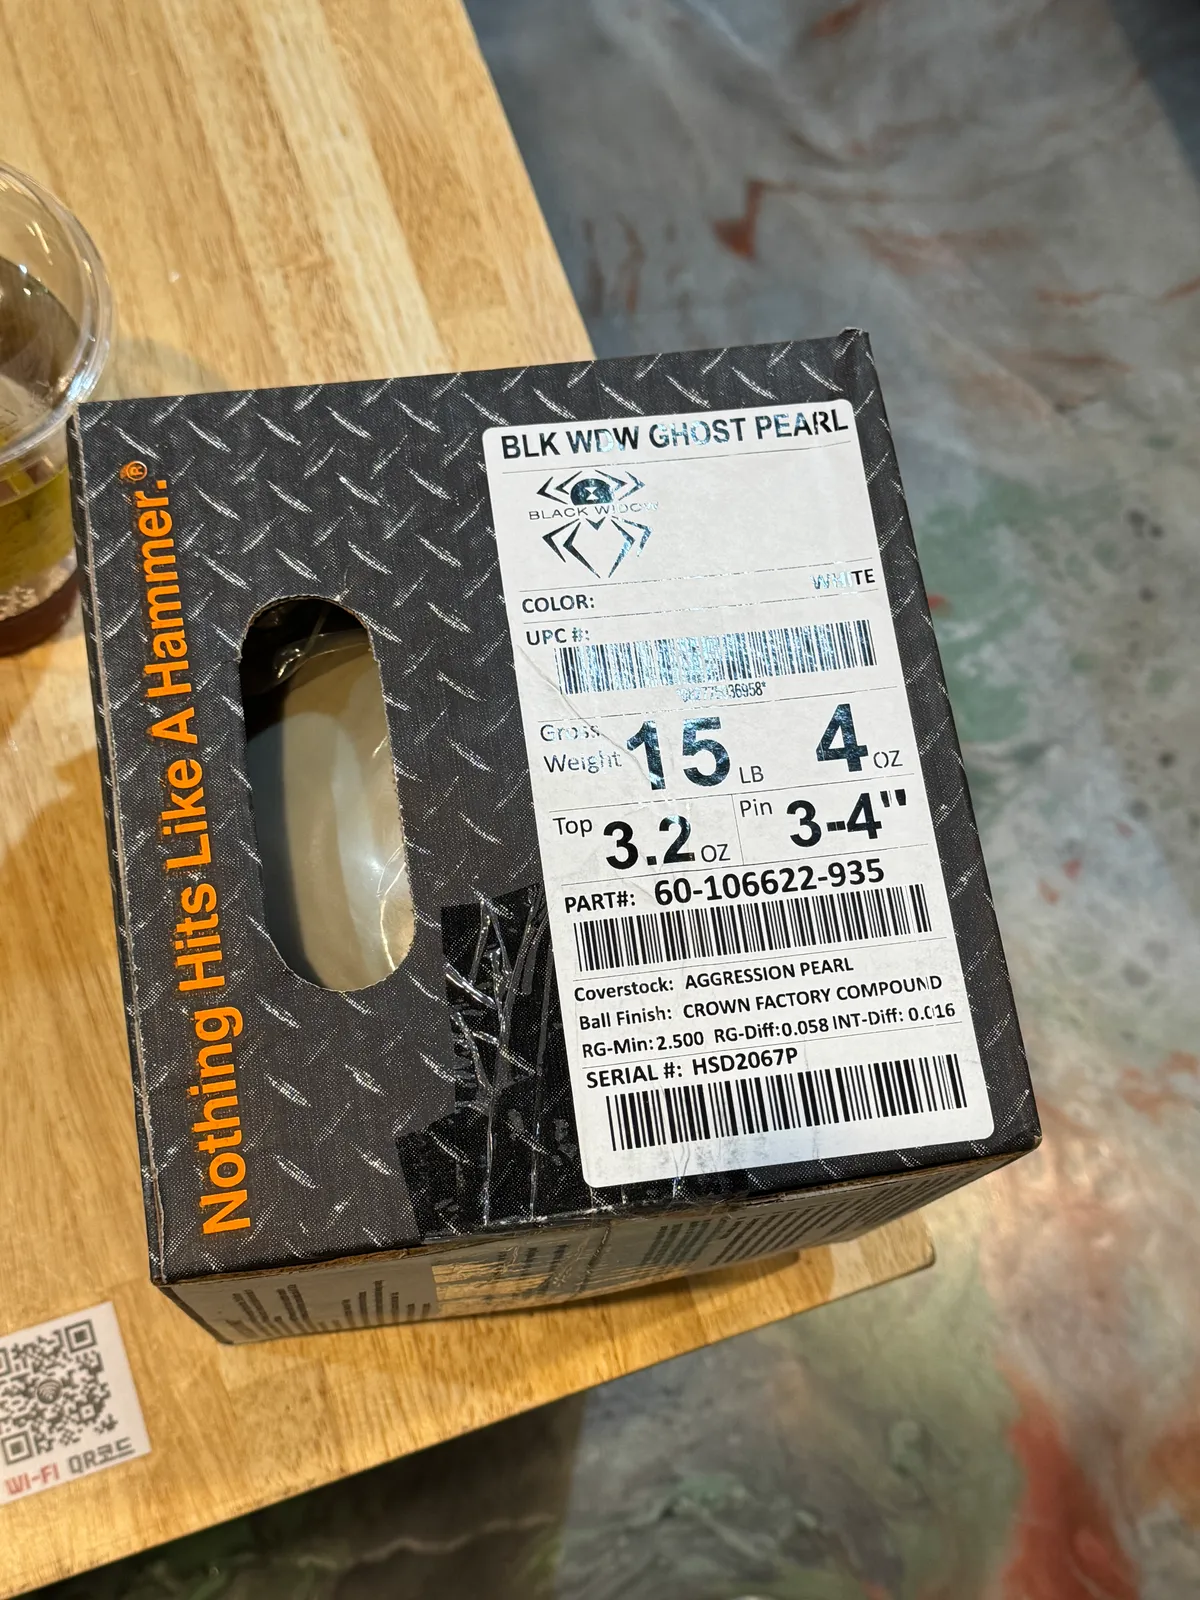 Nothing Hits Like A Hammer.®
BLK WDW GHOST PEARL
BLACK WIDOW
COLOR: WHITE
UPC #:
Gross Weight 15 LB 4 OZ
Top 3.2 OZ Pin 3-4"
PART#: 60-106622-935
Coverstock: AGGRESSION PEARL
Ball Finish: CROWN FACTORY COMPOUND
RG-Min: 2.500 RG-Diff: 0.058 INT-Diff: 0.016
SERIAL #: HSD2067P
WI-FI QR코드